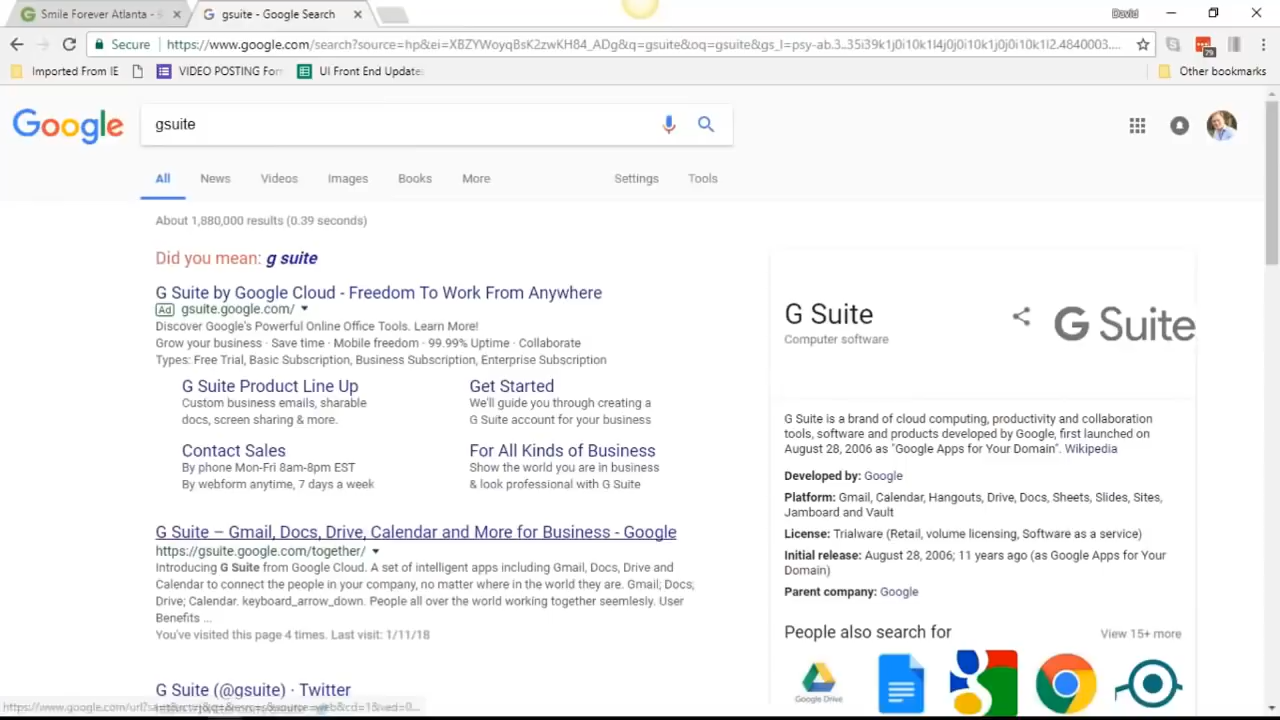 Smile Forever Atlanta - S
gsuite - Google Search
David
Secure
https://www.google.com/search?source=hp&ei=XBZYWoyqBsK2zwKH84_ADg&q=gsuite&oq=gsuite&gs_l=psy-ab.3...35i39k1j0i10k1l4j0j0i10k1j0j0i10k1l2.4840003....
79
Imported From IE
VIDEO POSTING For
UI Front End Updates
Other bookmarks
Google
gsuite
All
News
Videos
Images
Books
More
Settings
Tools
About 1,880,000 results (0.39 seconds)
Did you mean: g suite
G Suite by Google Cloud - Freedom To Work From Anywhere
Ad gsuite.google.com/
Discover Google's Powerful Online Office Tools. Learn More!
Grow your business · Save time · Mobile freedom · 99.99% Uptime · Collaborate
Types: Free Trial, Basic Subscription, Business Subscription, Enterprise Subscription
G Suite Product Line Up
Custom business emails, sharable
docs, screen sharing & more.
Get Started
We'll guide you through creating a
G Suite account for your business
Contact Sales
By phone Mon-Fri 8am-8pm EST
By webform anytime, 7 days a week
For All Kinds of Business
Show the world you are in business
& look professional with G Suite
G Suite – Gmail, Docs, Drive, Calendar and More for Business - Google
https://gsuite.google.com/together/
Introducing G Suite from Google Cloud. A set of intelligent apps including Gmail, Docs, Drive and
Calendar to connect the people in your company, no matter where in the world they are. Gmail; Docs;
Drive; Calendar. keyboard_arrow_down. People all over the world working together seemlesly. User
Benefits ...
You've visited this page 4 times. Last visit: 1/11/18
G Suite (@gsuite) · Twitter
G Suite
Computer software
G Suite
G Suite is a brand of cloud computing, productivity and collaboration
tools, software and products developed by Google, first launched on
August 28, 2006 as "Google Apps for Your Domain". Wikipedia
Developed by: Google
Platform: Gmail, Calendar, Hangouts, Drive, Docs, Sheets, Slides, Sites,
Jamboard and Vault
License: Trialware (Retail, volume licensing, Software as a service)
Initial release: August 28, 2006; 11 years ago (as Google Apps for Your
Domain)
Parent company: Google
People also search for
View 15+ more
Google Drive